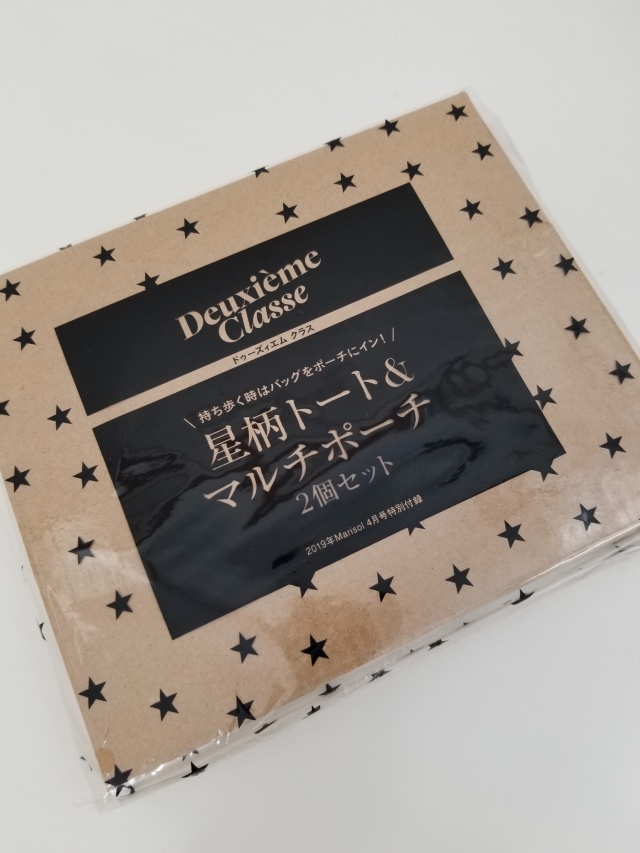 Deuxième
Classe
ドゥーズィエム クラス
\ 持ち歩く時はバッグをポーチにイン! /
星柄トート&
マルチポーチ
2個セット
2019年Marisol 4月号特別付録